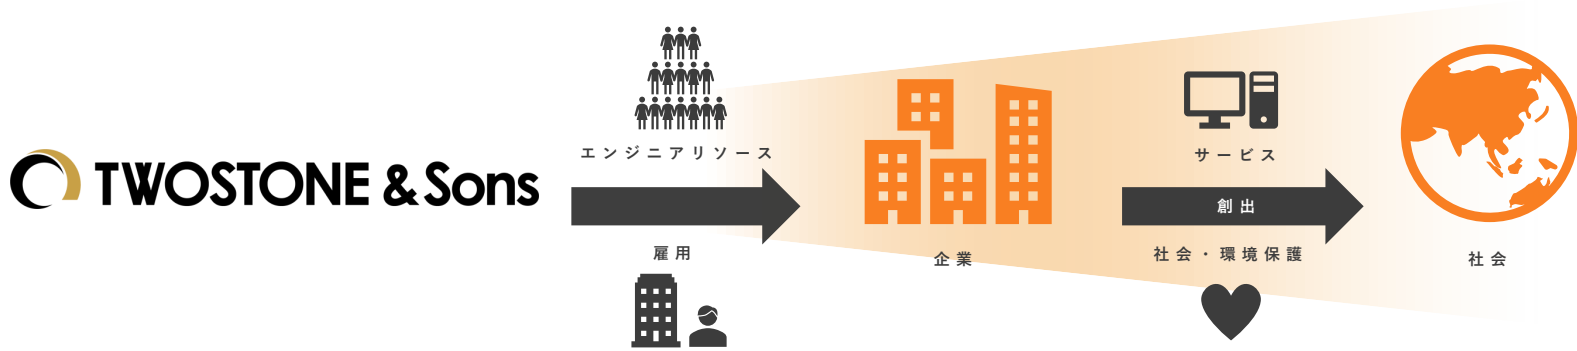 TWOSTONE & Sons
エンジニアリソース
雇用
企業
サービス
創出
社会・環境保護
社会